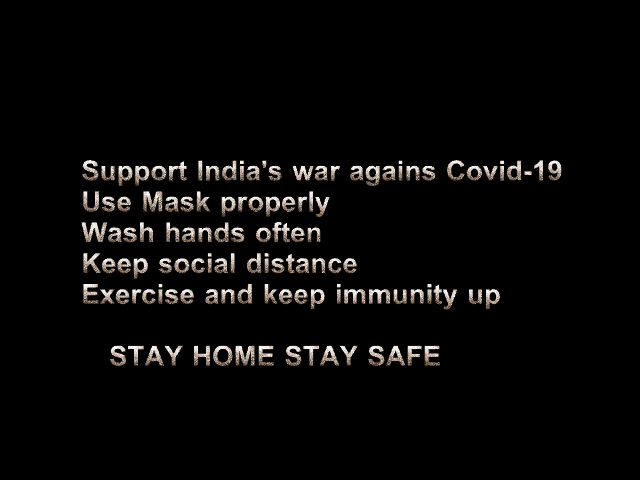 Support India's war agains Covid-19
Use Mask properly
Wash hands often
Keep social distance
Exercise and keep immunity up
STAY HOME STAY SAFE